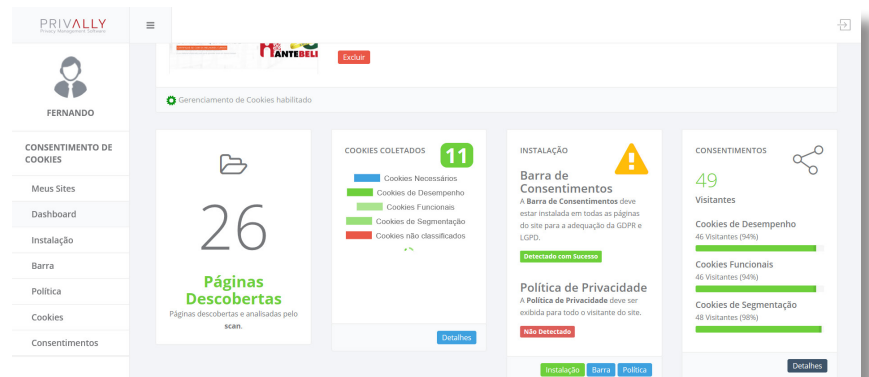 PRIVALLY
Privacy Management Software
FERNANDO
CONSENTIMENTO DE
COOKIES
Meus Sites
Dashboard
Instalação
Barra
Política
Cookies
Consentimentos
ANTEBELI
Excluir
Gerenciamento de Cookies habilitado
26
Páginas
Descobertas
Páginas descobertas e analisadas pelo
scan.
COOKIES COLETADOS
11
Cookies Necessários
Cookies de Desempenho
Cookies Funcionais
Cookies de Segmentação
Cookies não classificados
Detalhes
INSTALAÇÃO
Barra de
Consentimentos
A Barra de Consentimentos deve
estar instalada em todas as páginas
do site para a adequação da GDPR e
LGPD.
Detectado com Sucesso
Política de Privacidade
A Política de Privacidade deve ser
exibida para todo o visitante do site.
Não Detectado
Instalação
Barra
Política
CONSENTIMENTOS
49
Visitantes
Cookies de Desempenho
46 Visitantes (94%)
Cookies Funcionais
46 Visitantes (94%)
Cookies de Segmentação
48 Visitantes (98%)
Detalhes